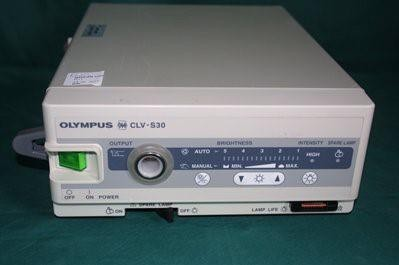 OLYMPUS CLV-S30
OUTPUT BRIGHTNESS INTENSITY SPARE LAMP
AUTO 5 4 3 2 1
MANUAL MIN. MAX. HIGH
OFF ON POWER
ON SPARE LAMP OFF LAMP LIFE